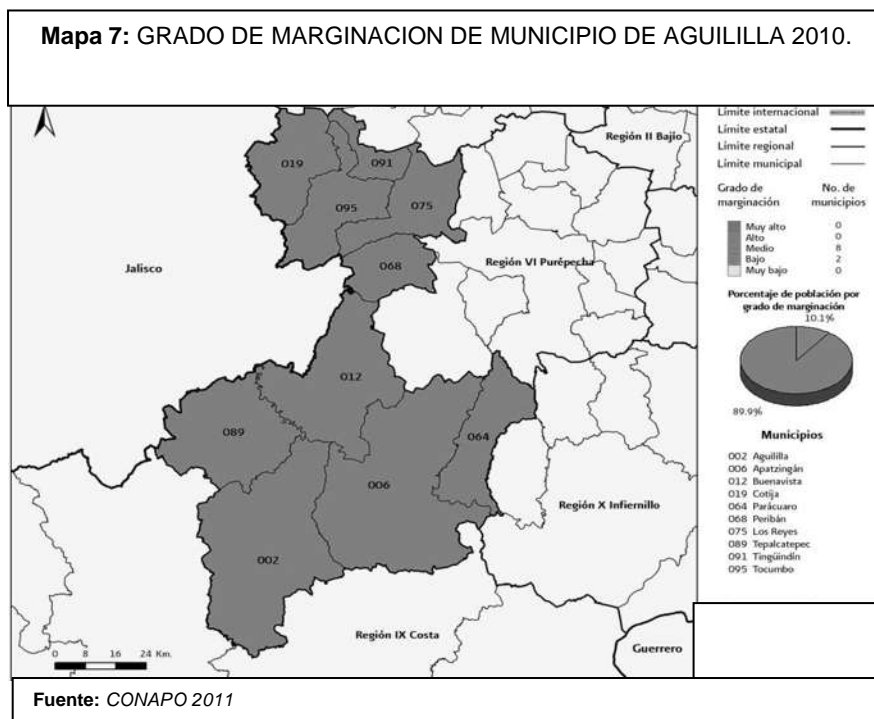 Mapa 7: GRADO DE MARGINACION DE MUNICIPIO DE AGUILILLA 2010.
Límite internacional
Límite estatal
Límite regional
Límite municipal
Grado de marginación
No. de municipios
Muy alto 0
Alto 0
Medio 8
Bajo 2
Muy bajo 0
Porcentaje de población por
grado de marginación
10.1%
89.9%
Municipios
002 Aguililla
006 Apatzingán
012 Buenavista
019 Cotija
064 Parácuaro
068 Peribán
075 Los Reyes
089 Tepalcatepec
091 Tingüindín
095 Tocumbo
Región II Bajío
019
091
095
075
Jalisco
068
Región VI Purépecha
012
089
064
006
Región X Infiernillo
002
Región IX Costa
Guerrero
0 8 16 24 Km.
Fuente: CONAPO 2011